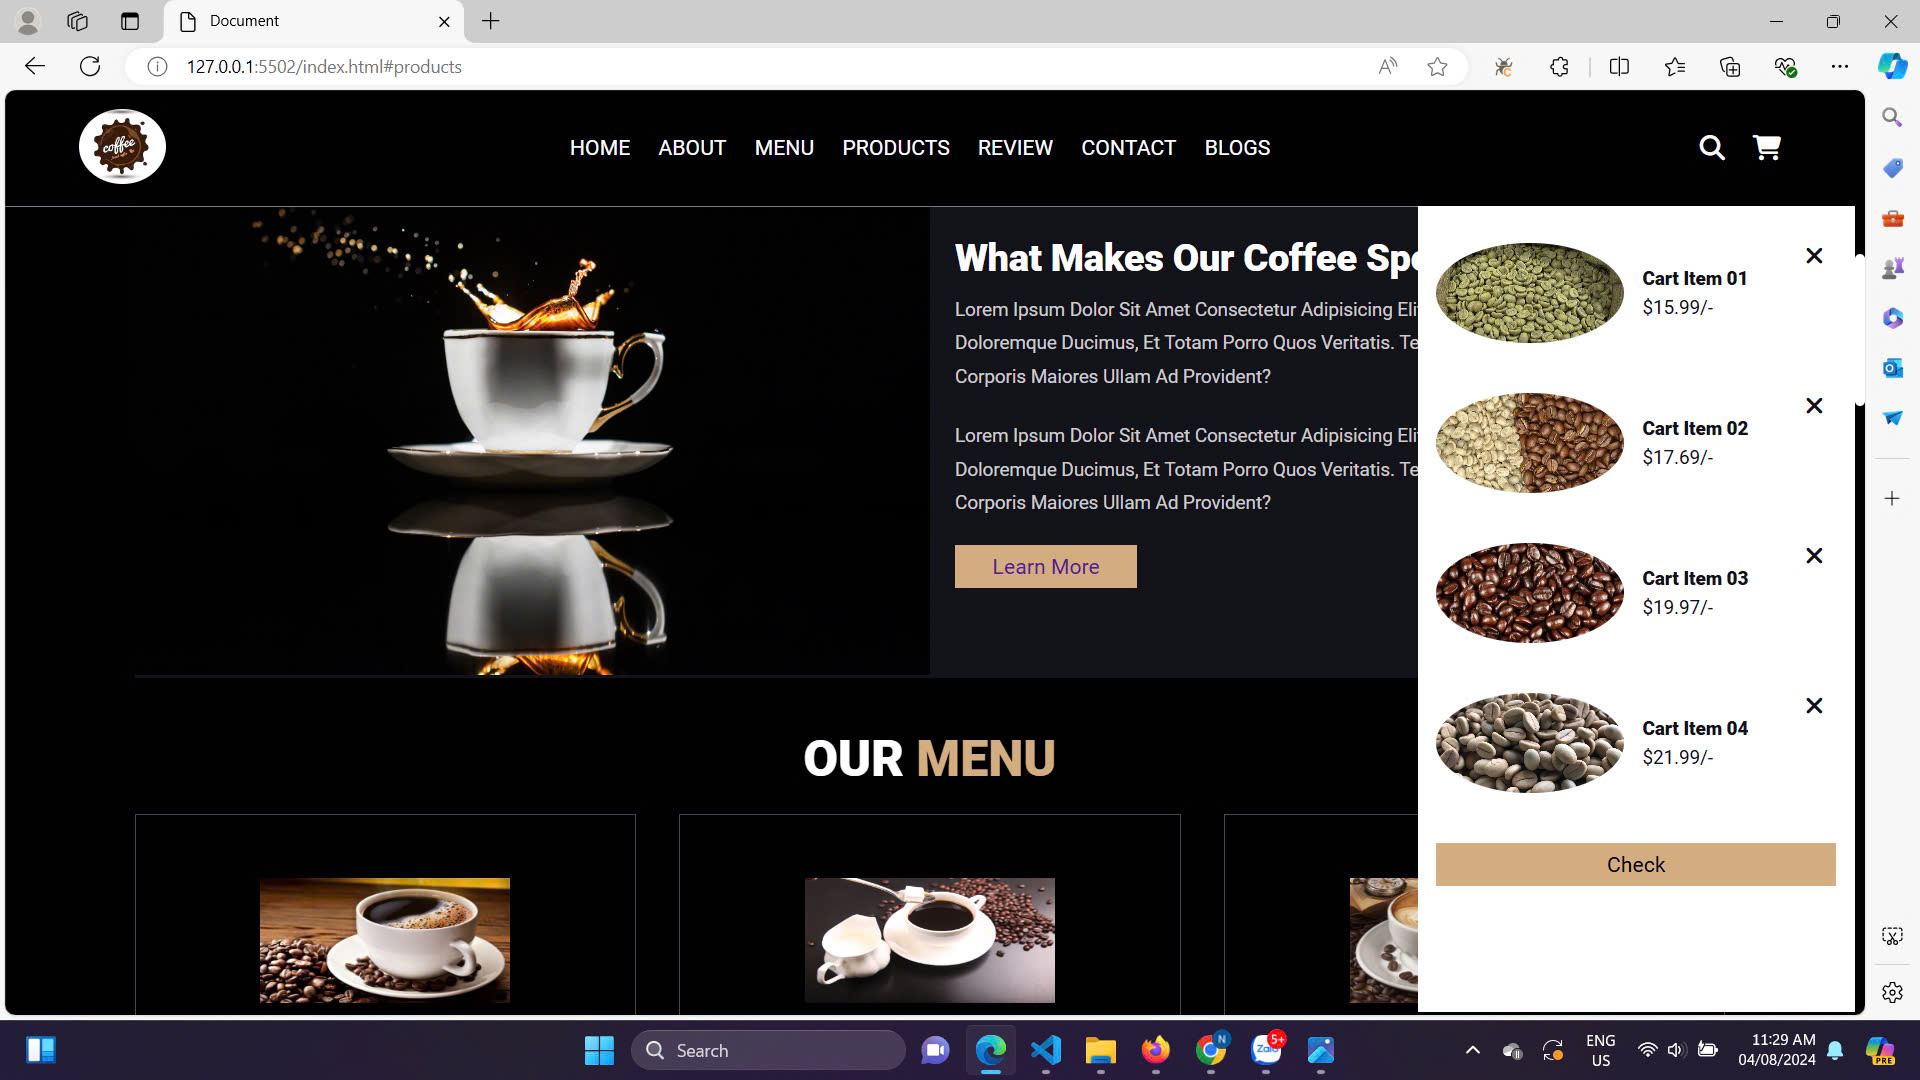 Document
127.0.0.1:5502/index.html#products
coffee
HOME ABOUT MENU PRODUCTS REVIEW CONTACT BLOGS
What Makes Our Coffee Spe
Lorem Ipsum Dolor Sit Amet Consectetur Adipisicing Eli
Doloremque Ducimus, Et Totam Porro Quos Veritatis. Te
Corporis Maiores Ullam Ad Provident?
Lorem Ipsum Dolor Sit Amet Consectetur Adipisicing Eli
Doloremque Ducimus, Et Totam Porro Quos Veritatis. Te
Corporis Maiores Ullam Ad Provident?
Learn More
Cart Item 01
$15.99/-
Cart Item 02
$17.69/-
Cart Item 03
$19.97/-
Cart Item 04
$21.99/-
Check
OUR MENU
Search
N
Zalo
5+
ENG
US
11:29 AM
04/08/2024
PRE